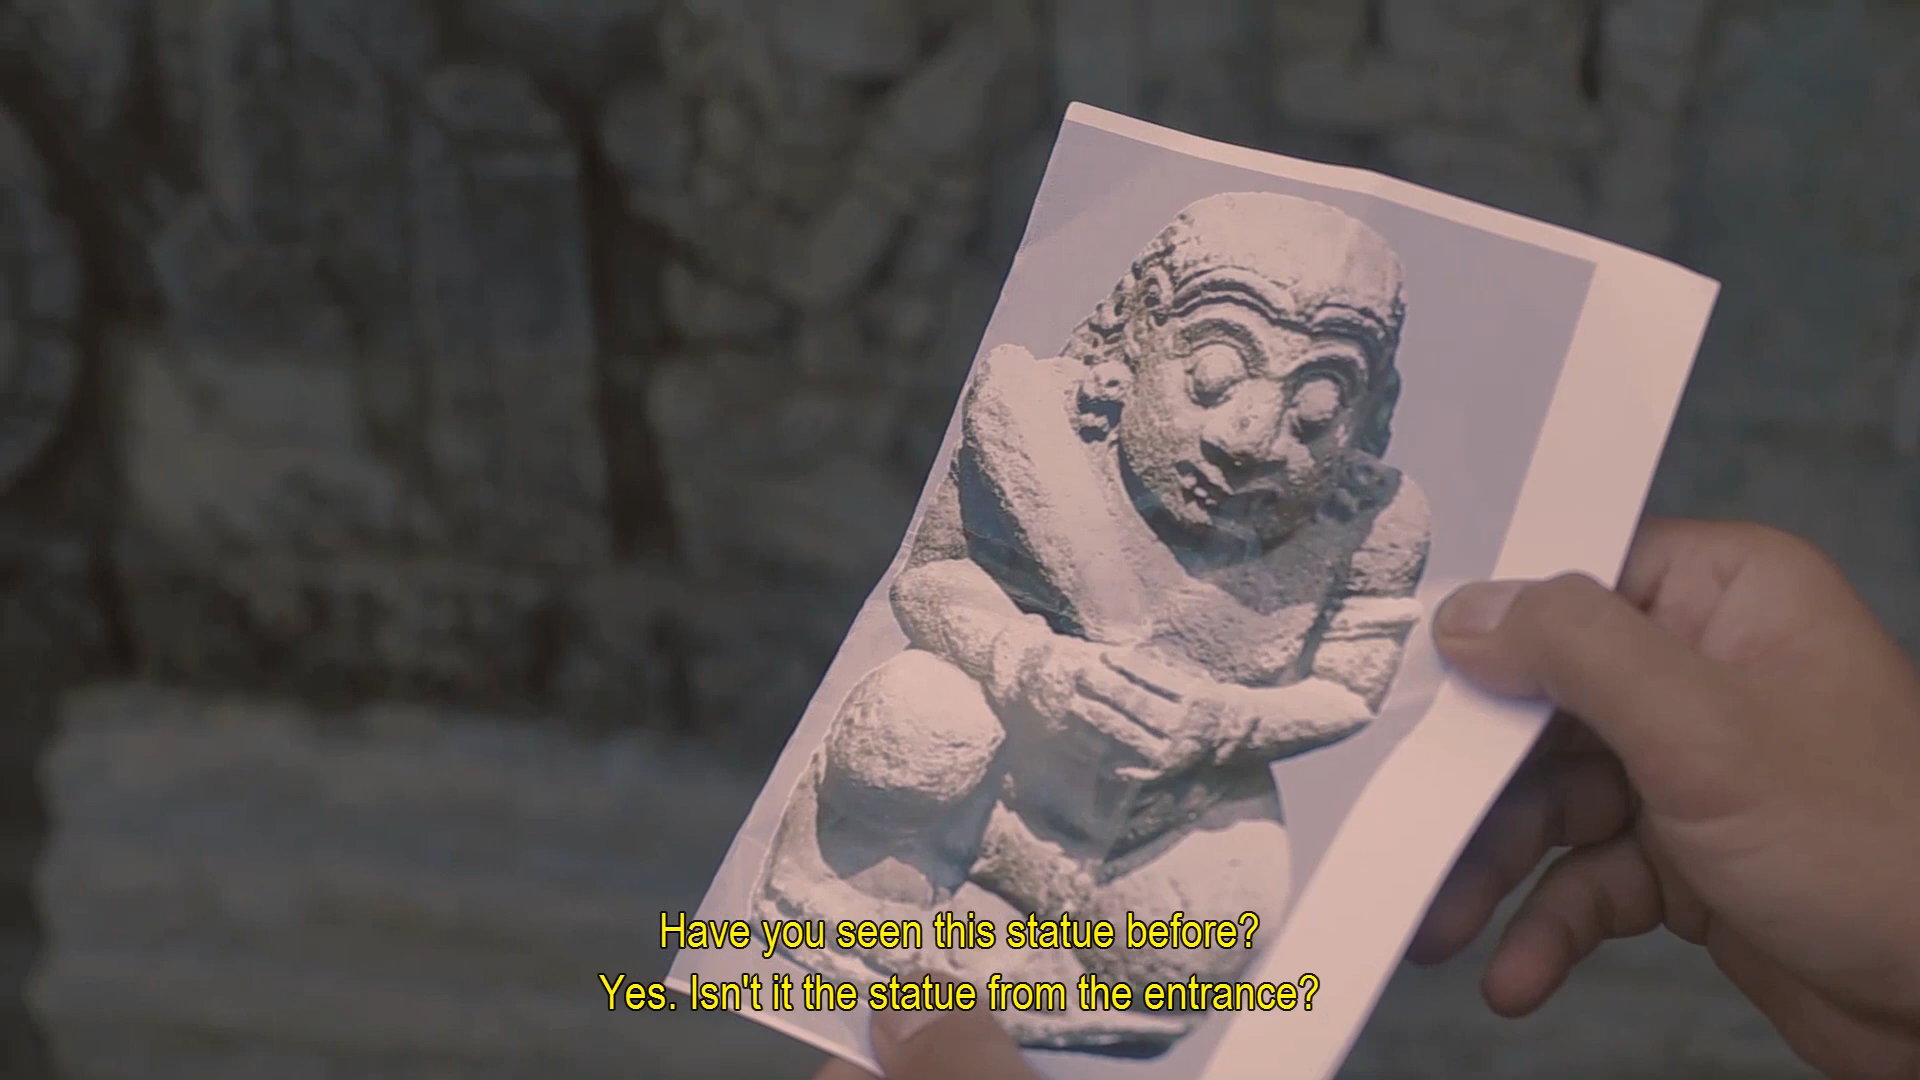 Have you seen this statue before?
Yes. Isn't it the statue from the entrance?